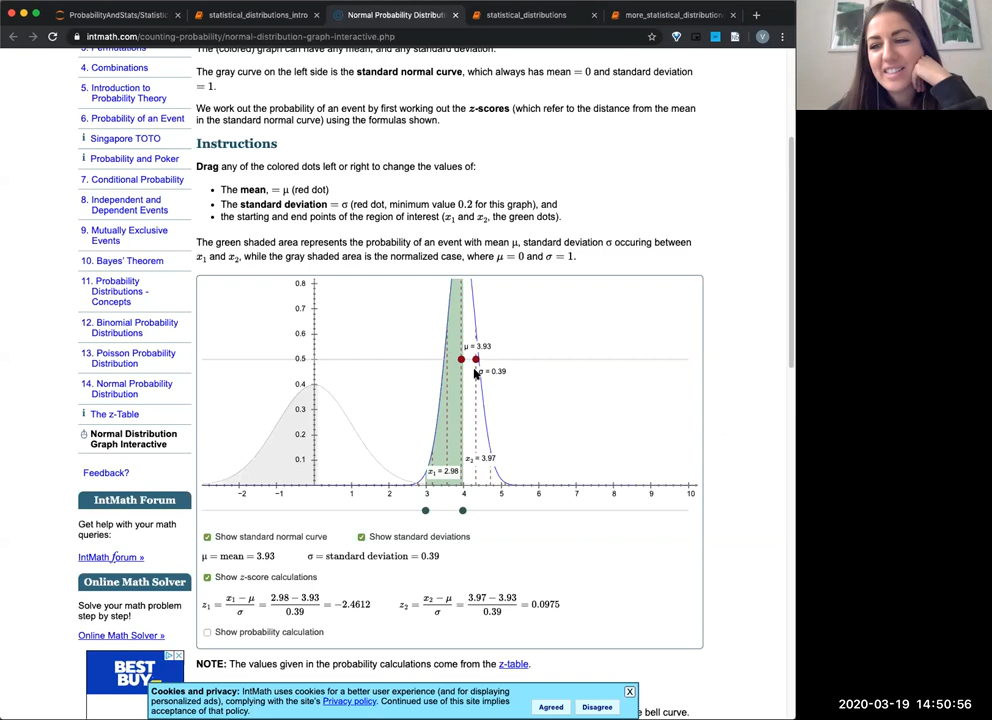 ProbabilityAndStats/Statistic
statistical_distributions_intro
Normal Probability Distribut
statistical_distributions
more_statistical_distribution
intmath.com/counting-probability/normal-distribution-graph-interactive.php
V
4. Combinations
5. Introduction to
Probability Theory
6. Probability of an Event
Singapore TOTO
Probability and Poker
7. Conditional Probability
8. Independent and
Dependent Events
9. Mutually Exclusive
Events
10. Bayes' Theorem
11. Probability
Distributions -
Concepts
12. Binomial Probability
Distributions
13. Poisson Probability
Distribution
14. Normal Probability
Distribution
The z-Table
Normal Distribution
Graph Interactive
Feedback?
IntMath Forum
Get help with your math
queries:
IntMath forum »
Online Math Solver
Solve your math problem
step by step!
Online Math Solver »
BEST
BUY
The (colored) graph can have any mean, and any standard deviation.
The gray curve on the left side is the standard normal curve, which always has mean = 0 and standard deviation
= 1.
We work out the probability of an event by first working out the z-scores (which refer to the distance from the mean
in the standard normal curve) using the formulas shown.
Instructions
Drag any of the colored dots left or right to change the values of:
• The mean, = μ (red dot)
• The standard deviation = σ (red dot, minimum value 0.2 for this graph), and
• the starting and end points of the region of interest (x₁ and x₂, the green dots).
The green shaded area represents the probability of an event with mean μ, standard deviation σ occuring between
x₁ and x₂, while the gray shaded area is the normalized case, where μ = 0 and σ = 1.
0.8
0.7
0.6
0.5
0.4
0.3
0.2
0.1
μ = 3.93
σ = 0.39
x₂ = 3.97
x₁ = 2.98
−2 −1 1 2 3 4 5 6 7 8 9 10
Show standard normal curve Show standard deviations
μ = mean = 3.93 σ = standard deviation = 0.39
Show z-score calculations
z₁ = (x₁ − μ)/σ = (2.98 − 3.93)/0.39 = −2.4612 z₂ = (x₂ − μ)/σ = (3.97 − 3.93)/0.39 = 0.0975
Show probability calculation
NOTE: The values given in the probability calculations come from the z-table.
Cookies and privacy: IntMath uses cookies for a better user experience (and for displaying
personalized ads), complying with the site's Privacy policy. Continued use of this site implies
acceptance of that policy.
Agreed Disagree
X
e bell curve.
2020-03-19 14:50:56